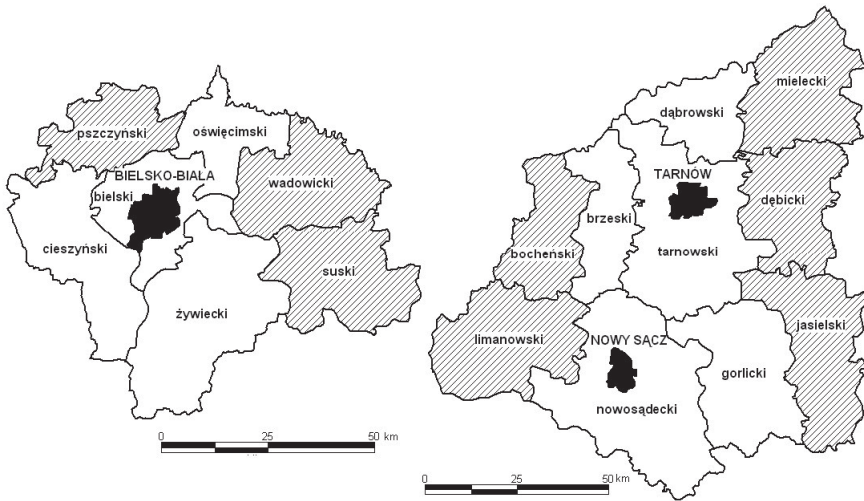 pszczyński
oświęcimski
BIELSKO-BIAŁA
bielski
wadowicki
cieszyński
suski
żywiecki
0 25 50 km
mielecki
dąbrowski
TARNÓW
dębicki
brzeski
bocheński
tarnowski
jasielski
limanowski
NOWY SĄCZ
gorlicki
nowosądecki
0 25 50 km